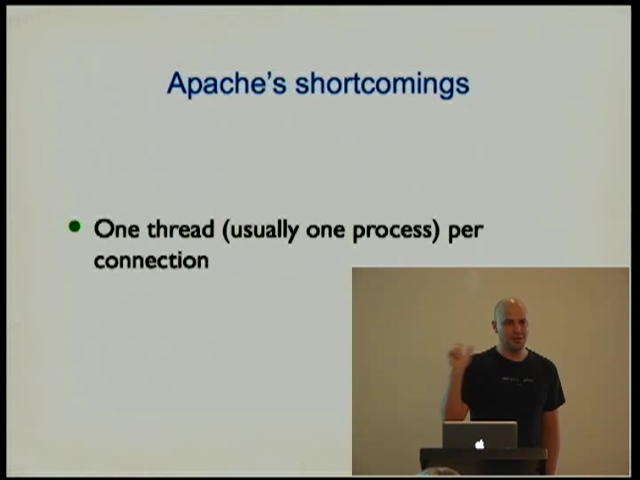 Apache's shortcomings
One thread (usually one process) per
connection